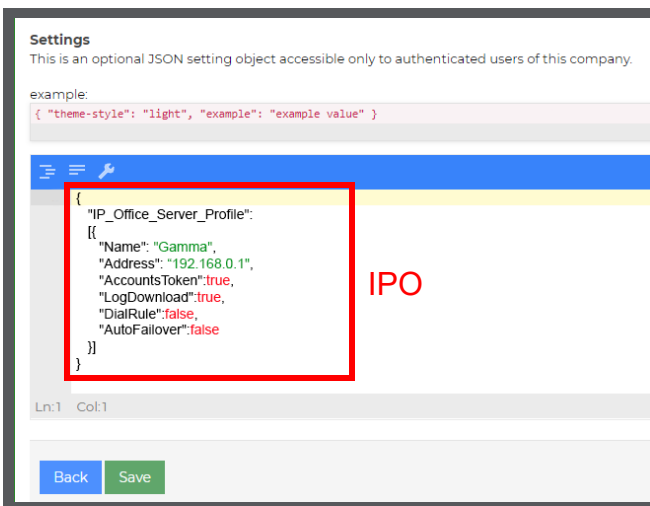 Settings
This is an optional JSON setting object accessible only to authenticated users of this company.
example:
{ "theme-style": "light", "example": "example value" }
{
"IP_Office_Server_Profile":
[{
"Name": "Gamma",
"Address": "192.168.0.1",
"AccountsToken":true,
"LogDownload":true,
"DialRule":false,
"AutoFailover":false
}]
}
IPO
Ln:1 Col:1
Back Save